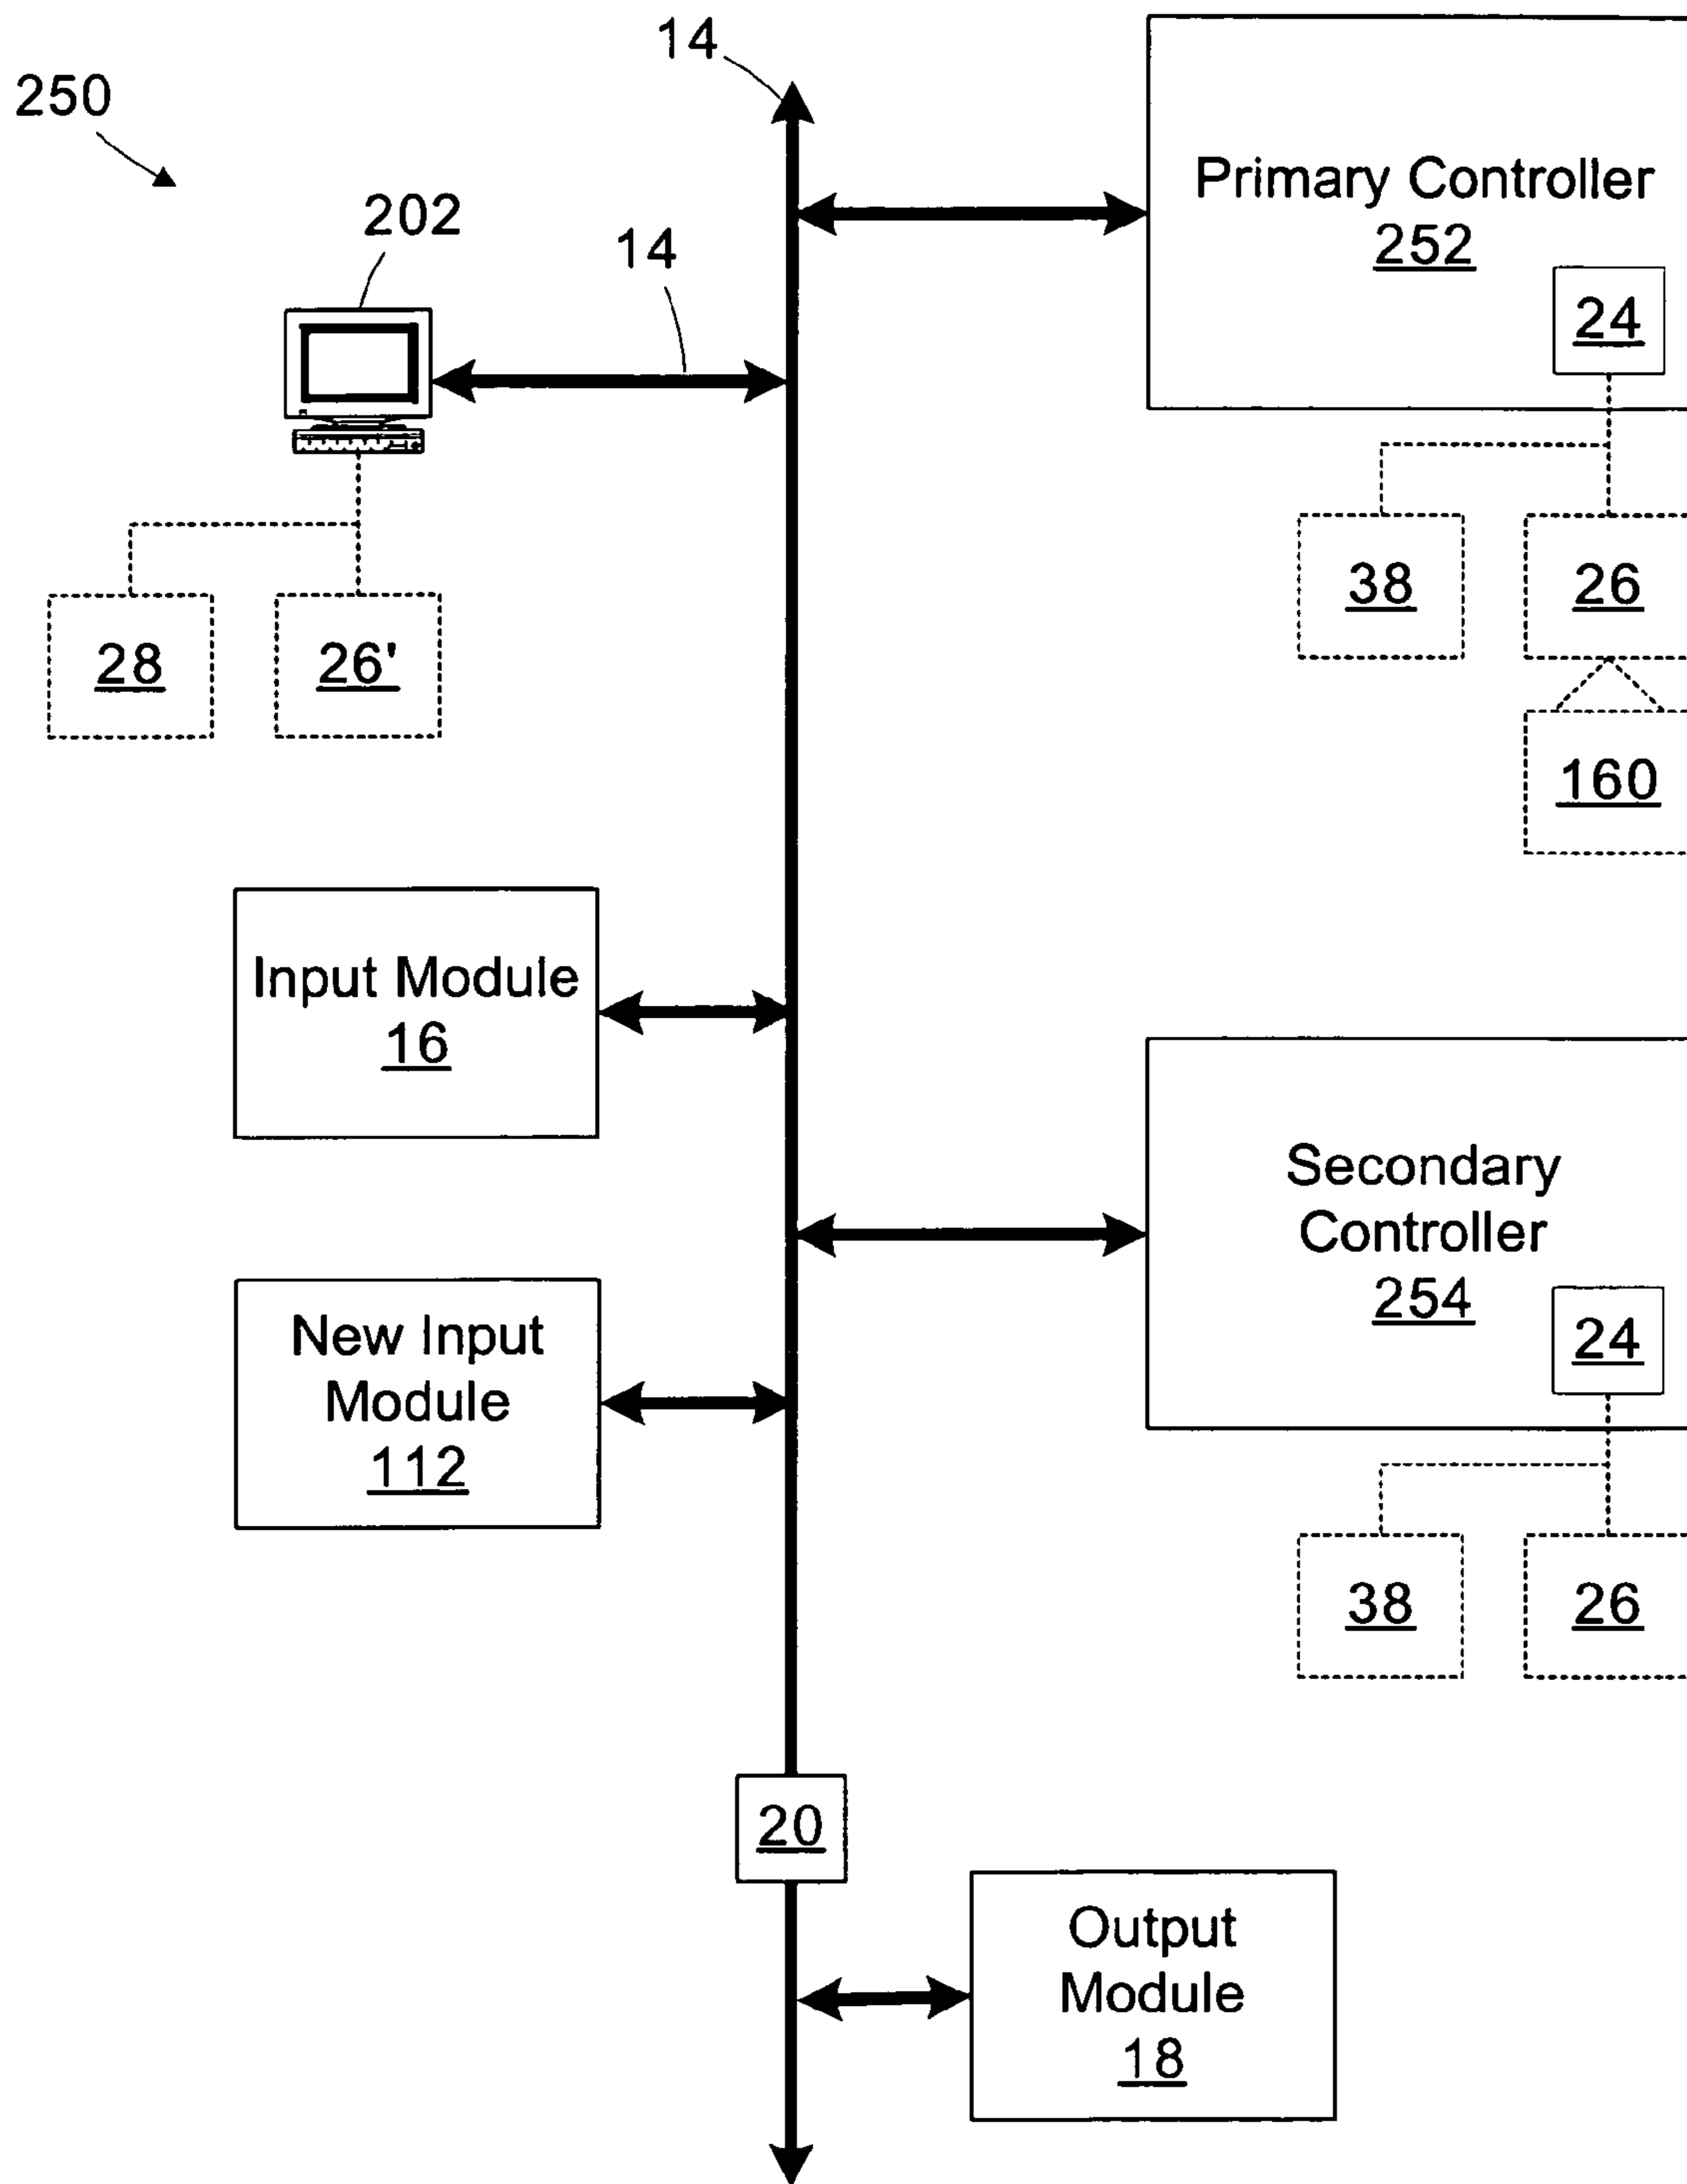 14
250
Primary Controller
252
24
202
14
38
26
28
26'
160
Input Module
16
Secondary
Controller
254
24
New Input
Module
112
38
26
20
Output
Module
18